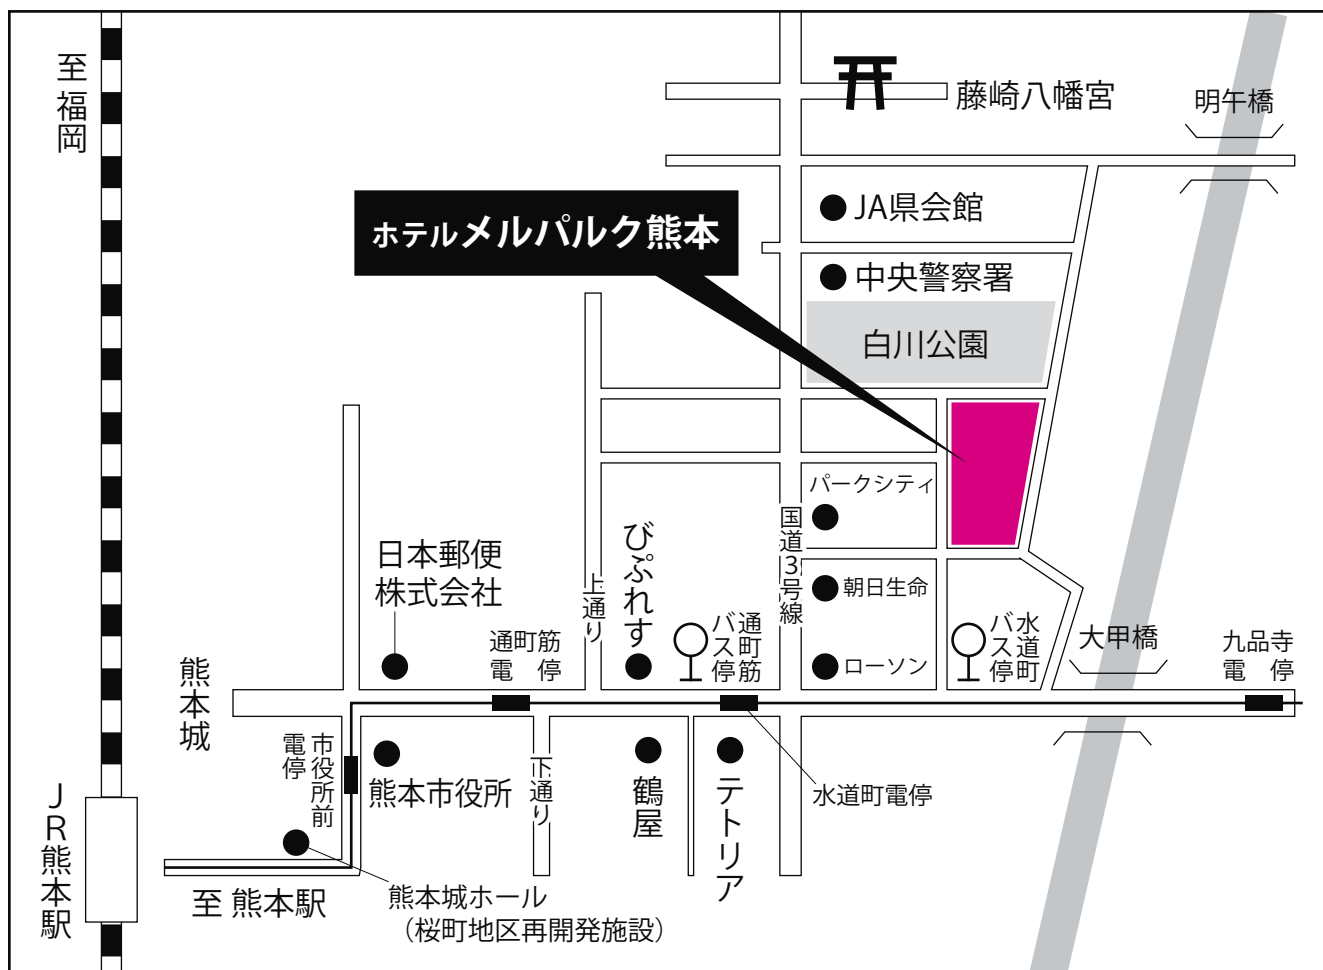 至福岡
藤崎八幡宮
明午橋
JA県会館
ホテルメルパルク熊本
中央警察署
白川公園
パークシティ
国道3号線
日本郵便
株式会社
上通り
びぷれす
通町筋
バス停
朝日生命
水道町
バス停
大甲橋
九品寺
電停
通町筋
電停
ローソン
熊本城
市役所前
電停
熊本市役所
下通り
鶴屋
テトリア
水道町電停
JR熊本駅
至 熊本駅
熊本城ホール
（桜町地区再開発施設）